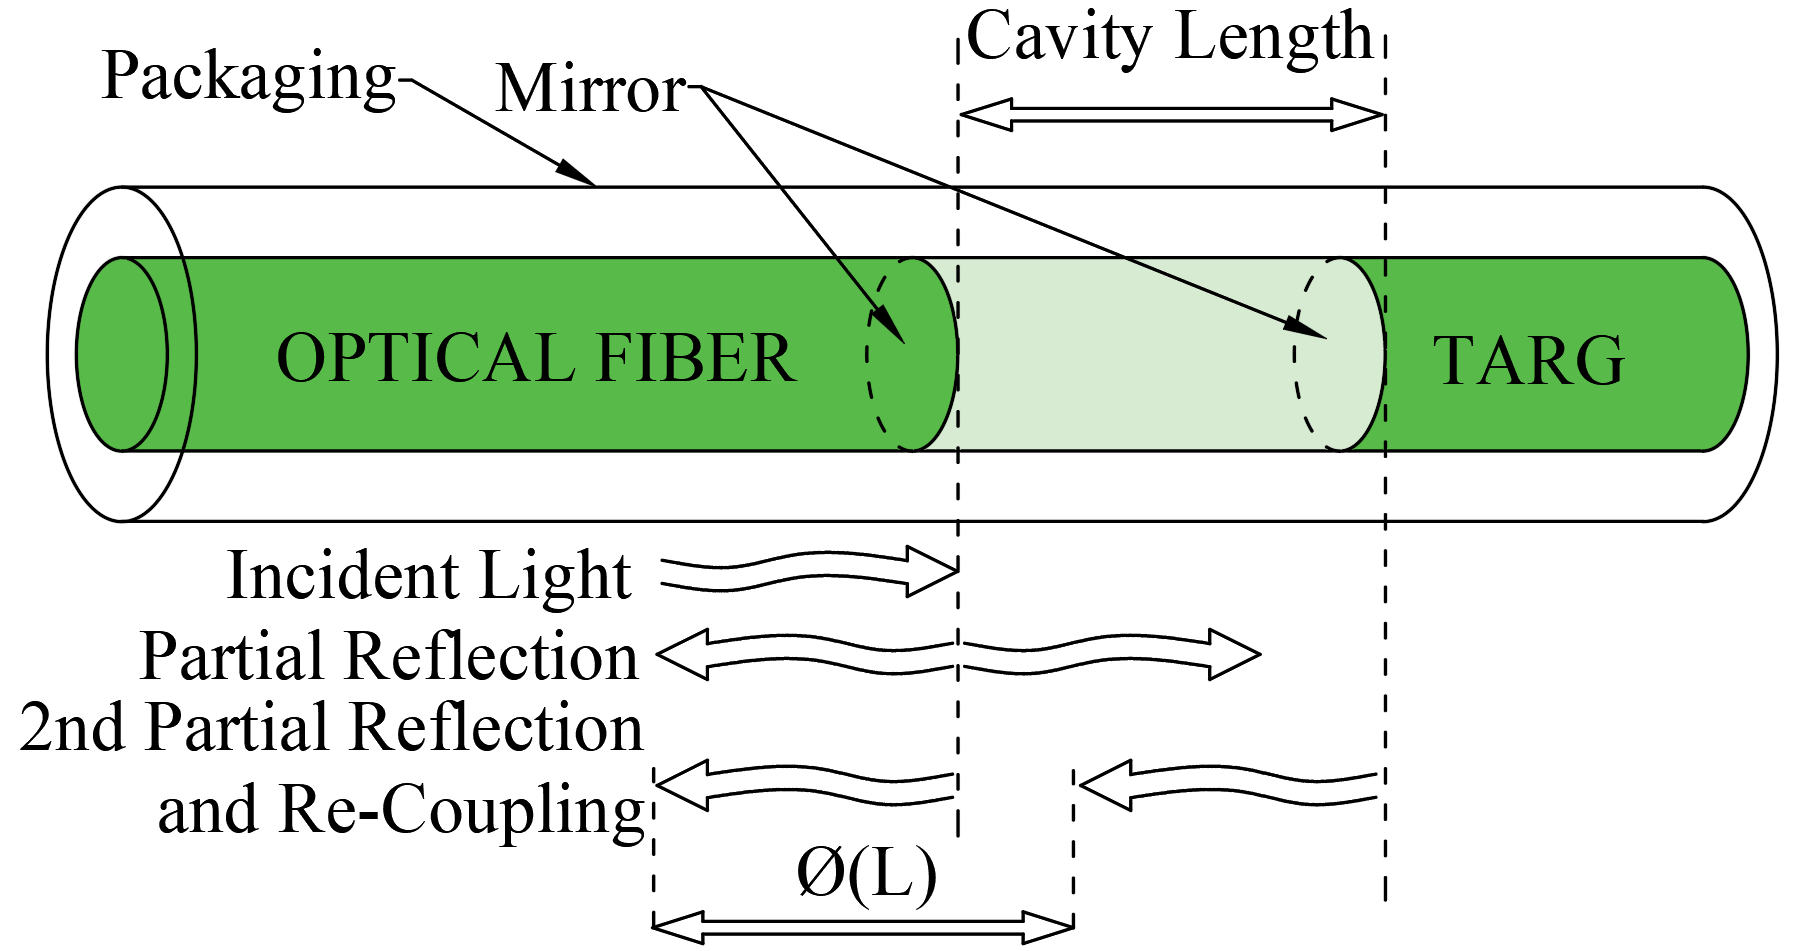 Cavity Length
Packaging
Mirror
OPTICAL FIBER
TARG
Incident Light
Partial Reflection
2nd Partial Reflection
and Re-Coupling
Ø(L)